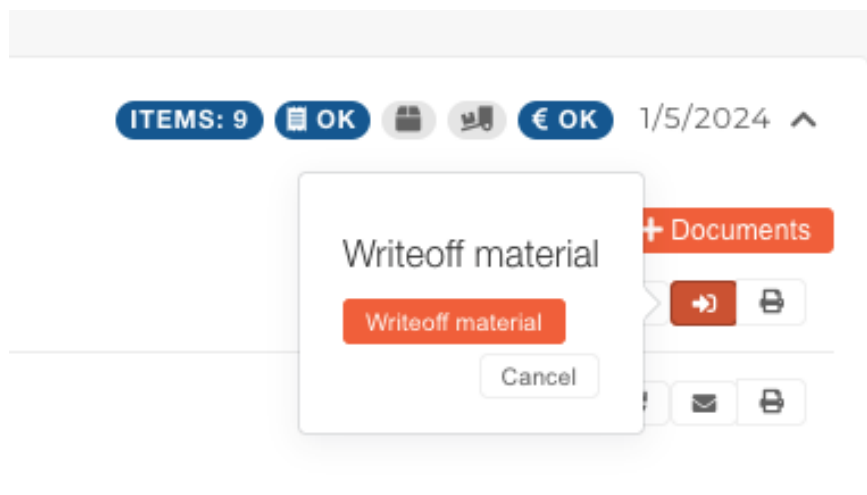 ITEMS: 9 OK € OK 1/5/2024
+ Documents
Writeoff material
Writeoff material
Cancel